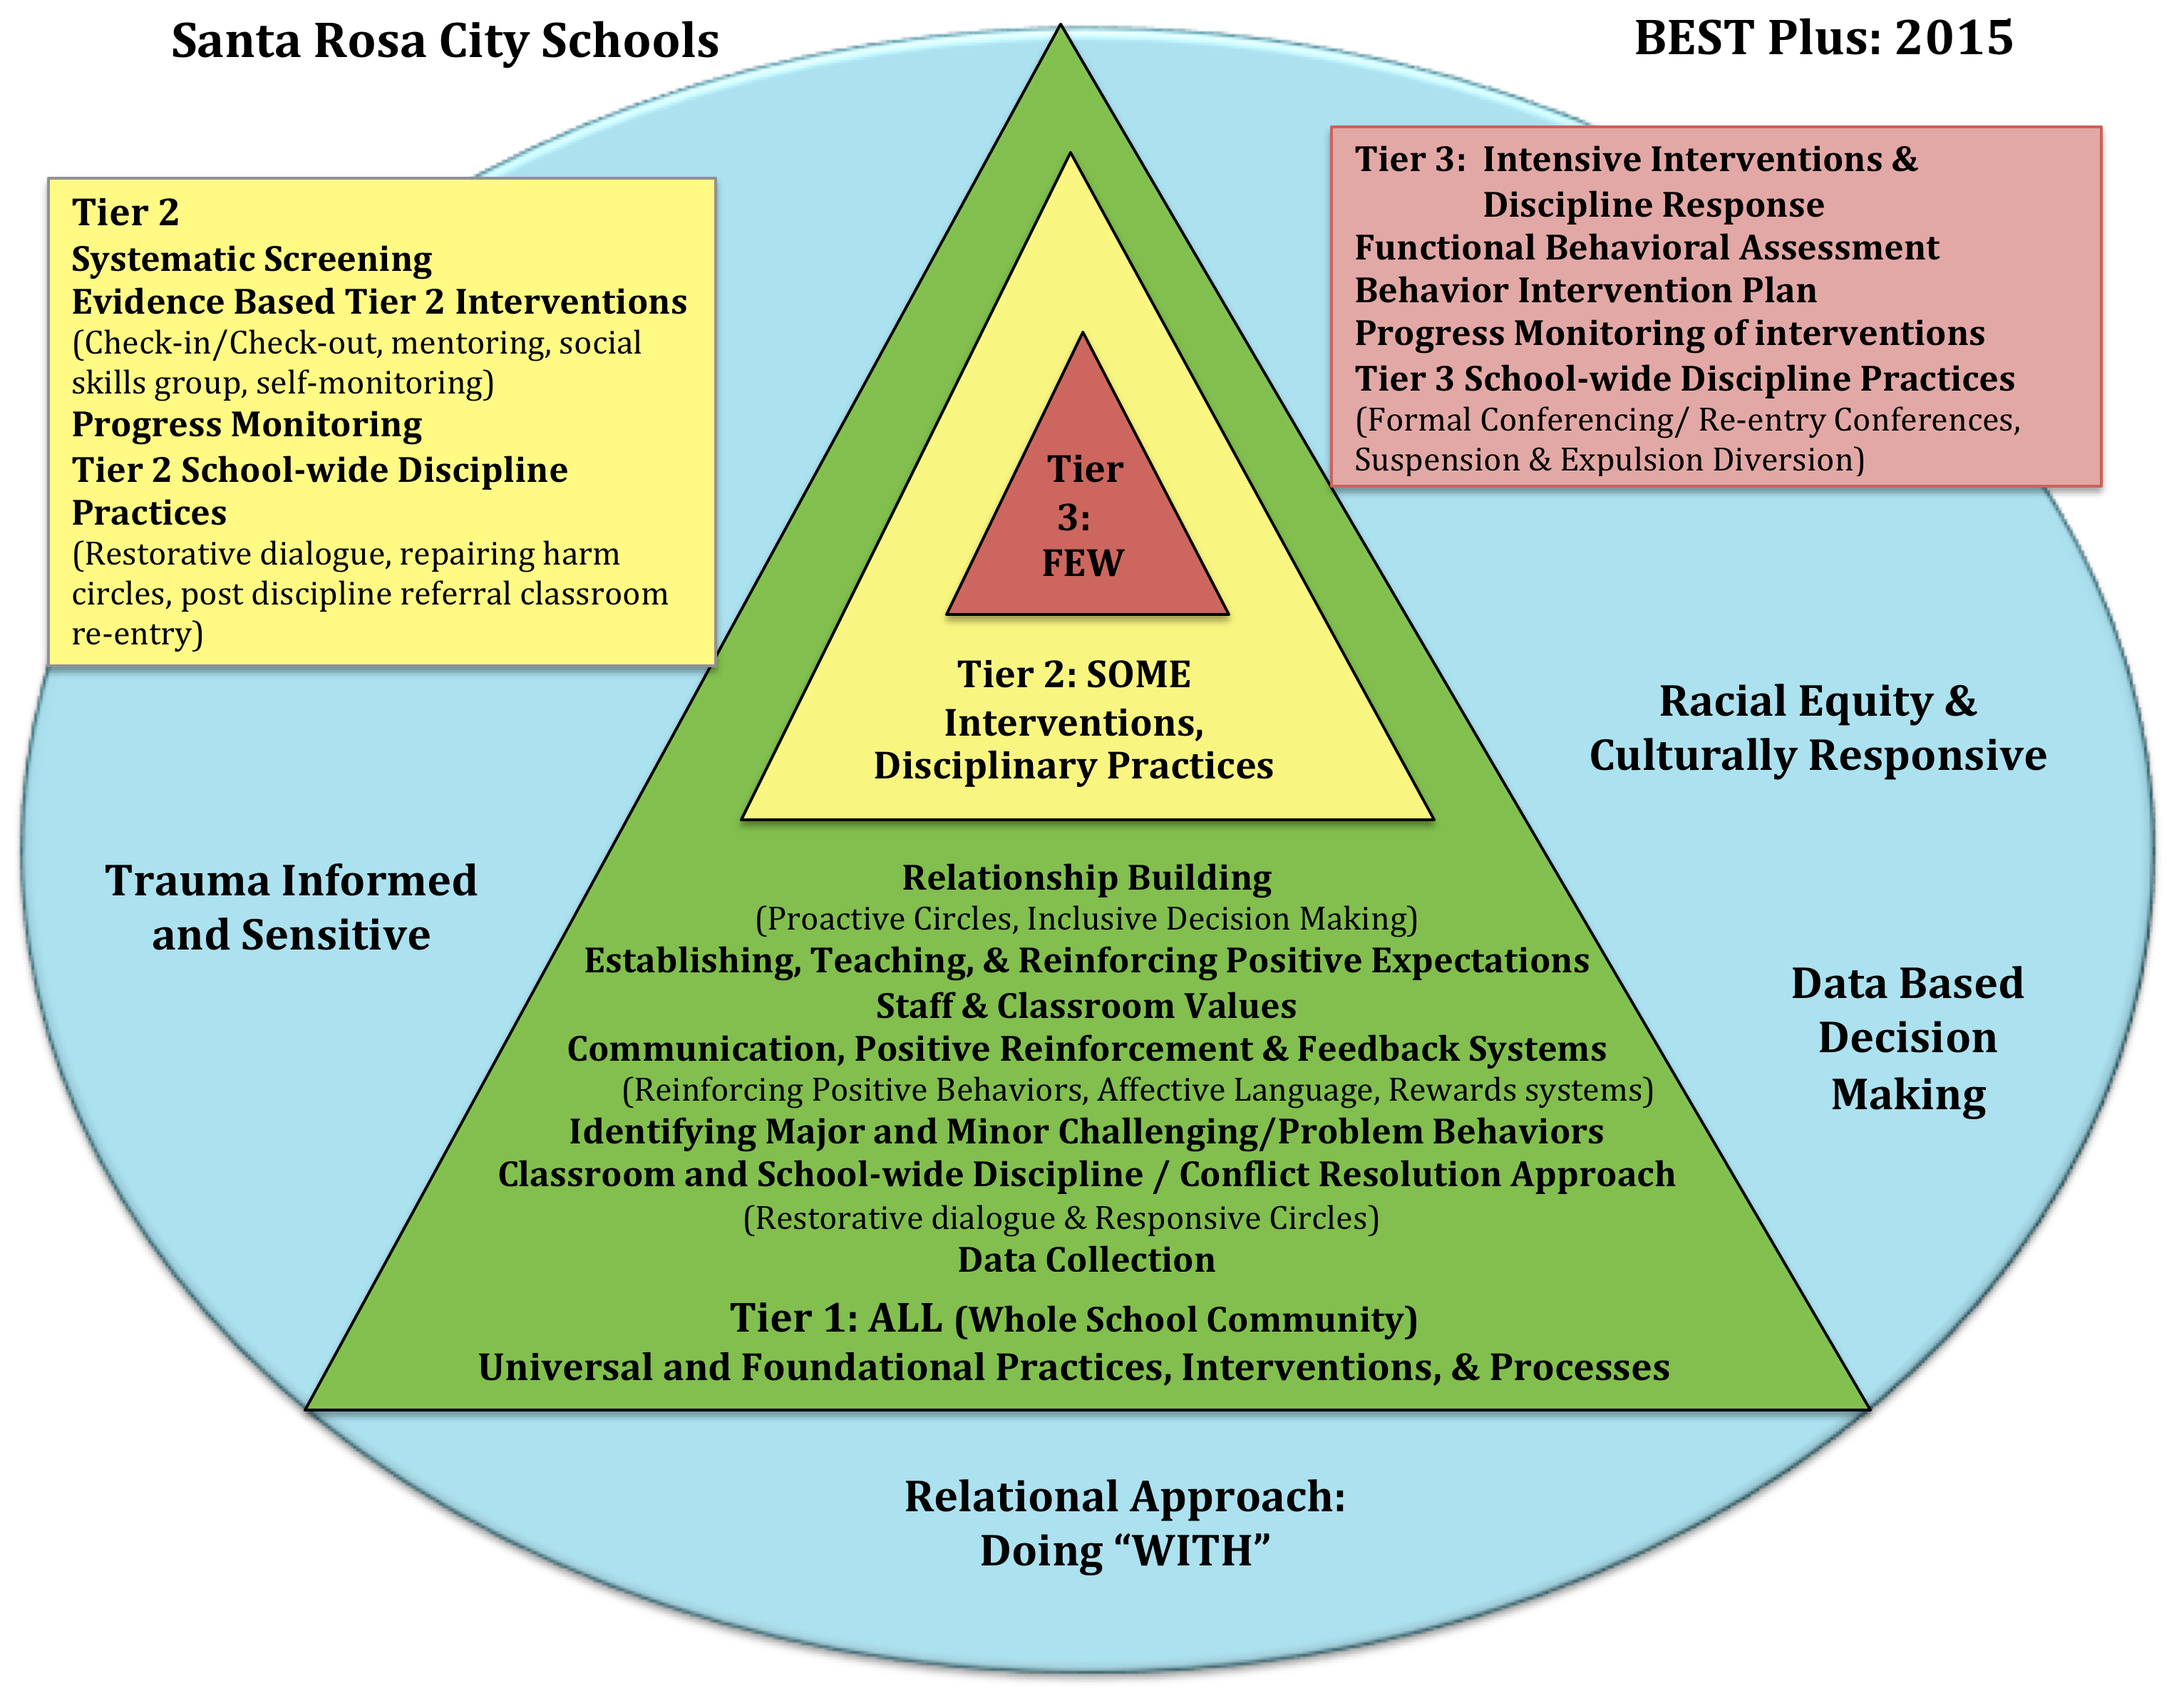 Santa Rosa City Schools
BEST Plus: 2015
Tier 2
Systematic Screening
Evidence Based Tier 2 Interventions
(Check-in/Check-out, mentoring, social
skills group, self-monitoring)
Progress Monitoring
Tier 2 School-wide Discipline
Practices
(Restorative dialogue, repairing harm
circles, post discipline referral classroom
re-entry)
Tier 3: Intensive Interventions &
Discipline Response
Functional Behavioral Assessment
Behavior Intervention Plan
Progress Monitoring of interventions
Tier 3 School-wide Discipline Practices
(Formal Conferencing/ Re-entry Conferences,
Suspension & Expulsion Diversion)
Tier
3:
FEW
Tier 2: SOME
Interventions,
Disciplinary Practices
Racial Equity &
Culturally Responsive
Trauma Informed
and Sensitive
Data Based
Decision
Making
Relationship Building
(Proactive Circles, Inclusive Decision Making)
Establishing, Teaching, & Reinforcing Positive Expectations
Staff & Classroom Values
Communication, Positive Reinforcement & Feedback Systems
(Reinforcing Positive Behaviors, Affective Language, Rewards systems)
Identifying Major and Minor Challenging/Problem Behaviors
Classroom and School-wide Discipline / Conflict Resolution Approach
(Restorative dialogue & Responsive Circles)
Data Collection
Tier 1: ALL (Whole School Community)
Universal and Foundational Practices, Interventions, & Processes
Relational Approach:
Doing “WITH”